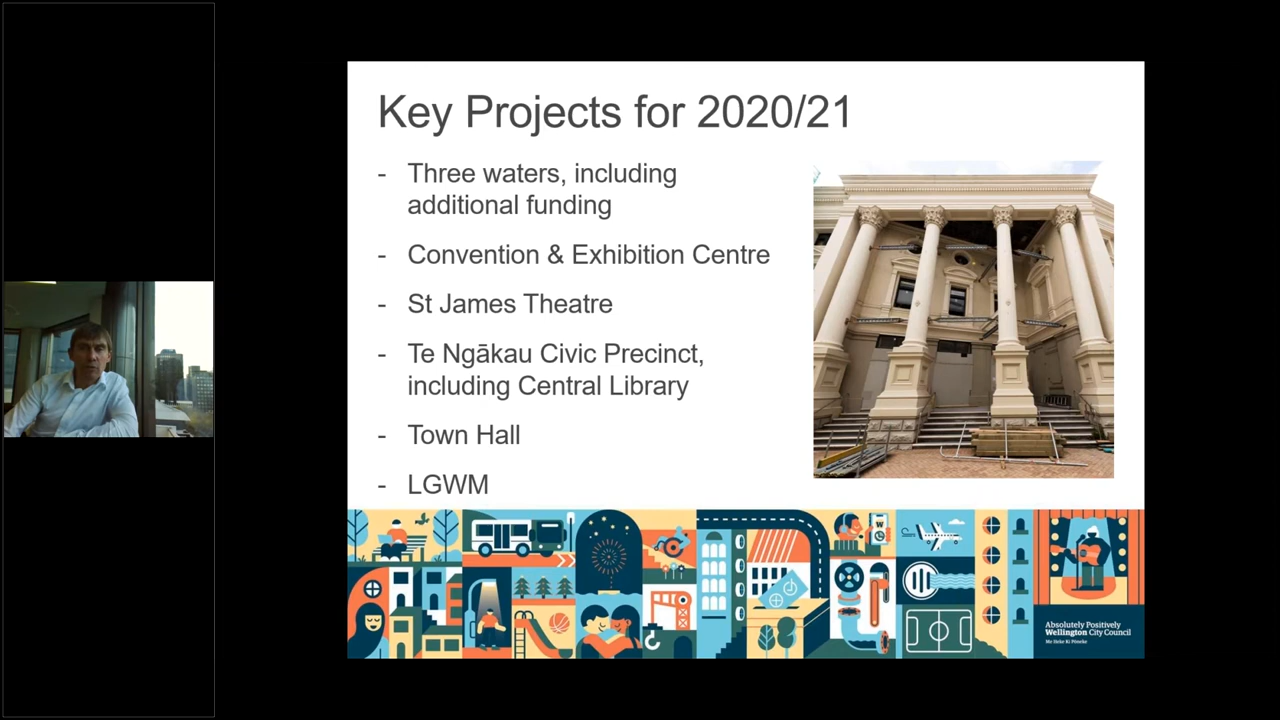 Key Projects for 2020/21
- Three waters, including
additional funding
- Convention & Exhibition Centre
- St James Theatre
- Te Ngākau Civic Precinct,
including Central Library
- Town Hall
- LGWM
W
Absolutely Positively
Wellington City Council
Me Heke Ki Pōneke